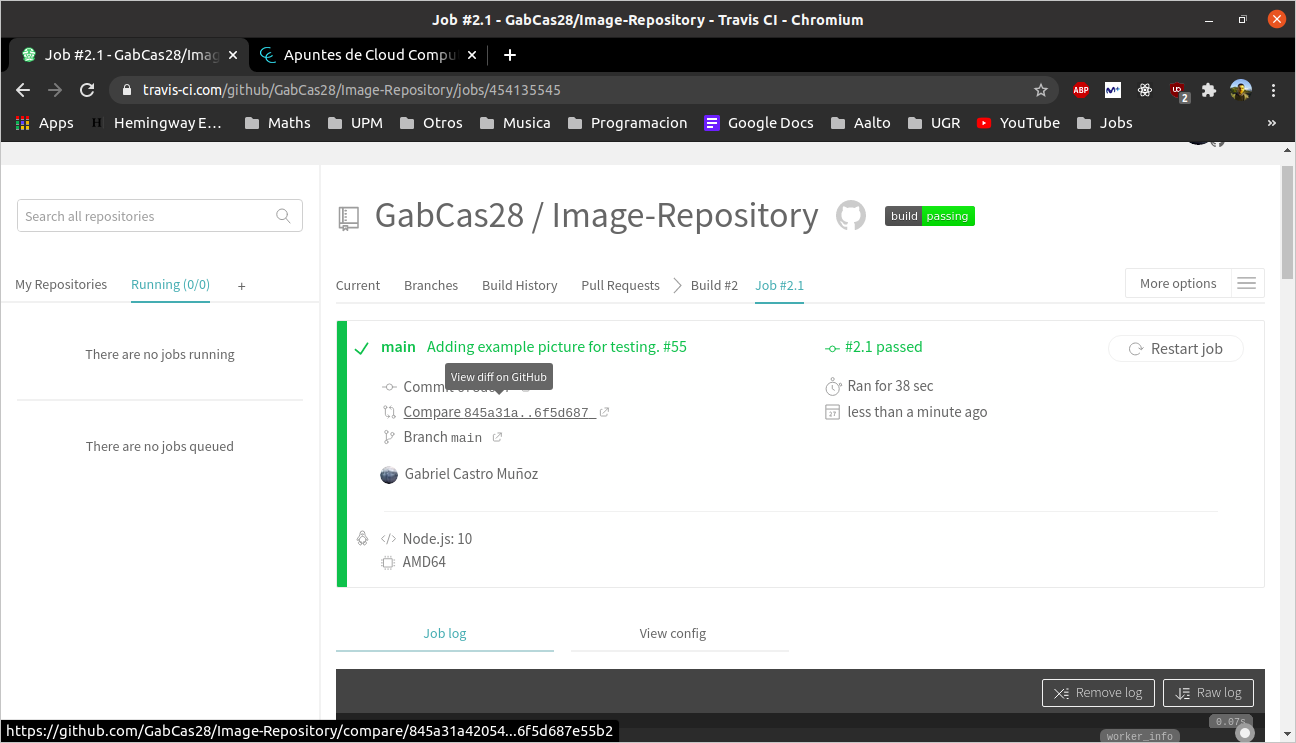 Job #2.1 - GabCas28/Image-Repository - Travis CI - Chromium
Job #2.1 - GabCas28/Imag
Apuntes de Cloud Compu
travis-ci.com/github/GabCas28/Image-Repository/jobs/454135545
ABP
M+
2
Apps
H
Hemingway E...
Maths
UPM
Otros
Musica
Programacion
Google Docs
Aalto
UGR
YouTube
Jobs
»
Search all repositories
GabCas28 / Image-Repository
build passing
My Repositories
Running (0/0)
+
Current
Branches
Build History
Pull Requests
Build #2
Job #2.1
More options
There are no jobs running
There are no jobs queued
main Adding example picture for testing. #55
#2.1 passed
Restart job
View diff on GitHub
Commit
Ran for 38 sec
Compare 845a31a..6f5d687
less than a minute ago
Branch main
Gabriel Castro Muñoz
Node.js: 10
AMD64
Job log
View config
Remove log
Raw log
0.07s
worker_info
https://github.com/GabCas28/Image-Repository/compare/845a31a42054...6f5d687e55b2